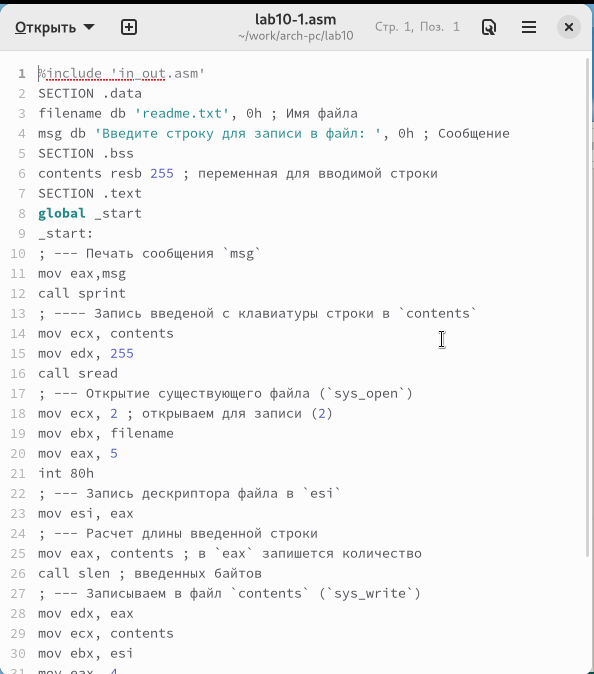 Открыть
lab10-1.asm
~/work/arch-pc/lab10
Стр. 1, Поз. 1
1 %include 'in_out.asm'
2 SECTION .data
3 filename db 'readme.txt', 0h ; Имя файла
4 msg db 'Введите строку для записи в файл: ', 0h ; Сообщение
5 SECTION .bss
6 contents resb 255 ; переменная для вводимой строки
7 SECTION .text
8 global _start
9 _start:
10 ; --- Печать сообщения `msg`
11 mov eax,msg
12 call sprint
13 ; ---- Запись введеной с клавиатуры строки в `contents`
14 mov ecx, contents
15 mov edx, 255
16 call sread
17 ; --- Открытие существующего файла (`sys_open`)
18 mov ecx, 2 ; открываем для записи (2)
19 mov ebx, filename
20 mov eax, 5
21 int 80h
22 ; --- Запись дескриптора файла в `esi`
23 mov esi, eax
24 ; --- Расчет длины введенной строки
25 mov eax, contents ; в `eax` запишется количество
26 call slen ; введенных байтов
27 ; --- Записываем в файл `contents` (`sys_write`)
28 mov edx, eax
29 mov ecx, contents
30 mov ebx, esi
31 mov eax, 4